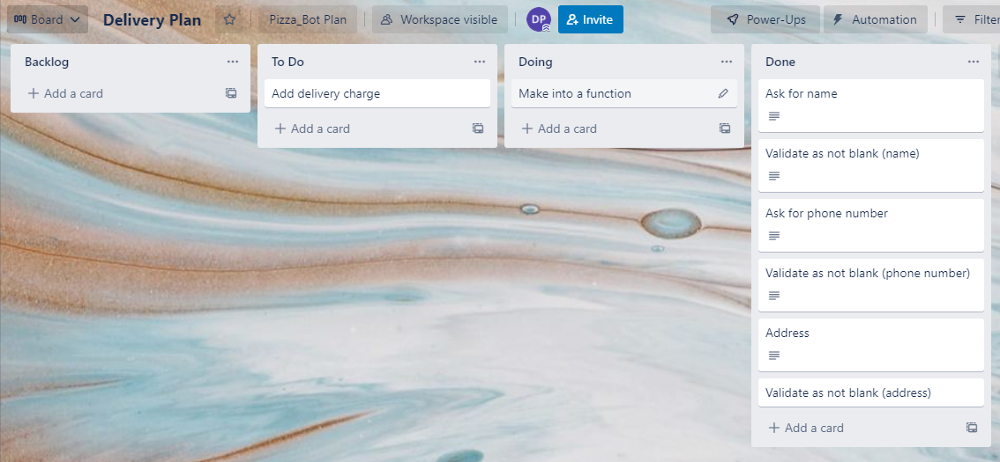 Board Delivery Plan Pizza_Bot Plan Workspace visible DP Invite Power-Ups Automation Filter
Backlog
Add a card
To Do
Add delivery charge
Add a card
Doing
Make into a function
Add a card
Done
Ask for name
Validate as not blank (name)
Ask for phone number
Validate as not blank (phone number)
Address
Validate as not blank (address)
Add a card